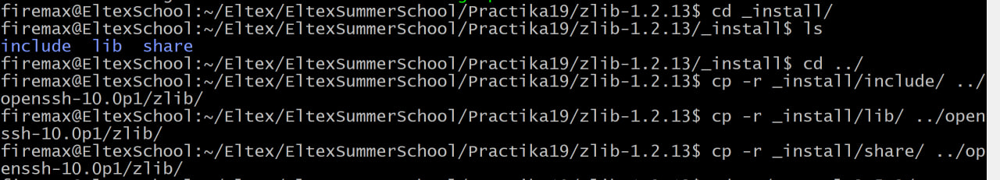 firemax@EltexSchool:~/Eltex/EltexSummerSchool/Practika19/zlib-1.2.13$ cd _install/
firemax@EltexSchool:~/Eltex/EltexSummerSchool/Practika19/zlib-1.2.13/_install$ ls
include  lib  share
firemax@EltexSchool:~/Eltex/EltexSummerSchool/Practika19/zlib-1.2.13/_install$ cd ../
firemax@EltexSchool:~/Eltex/EltexSummerSchool/Practika19/zlib-1.2.13$ cp -r _install/include/ ../
openssh-10.0p1/zlib/
firemax@EltexSchool:~/Eltex/EltexSummerSchool/Practika19/zlib-1.2.13$ cp -r _install/lib/ ../open
ssh-10.0p1/zlib/
firemax@EltexSchool:~/Eltex/EltexSummerSchool/Practika19/zlib-1.2.13$ cp -r _install/share/ ../op
enssh-10.0p1/zlib/